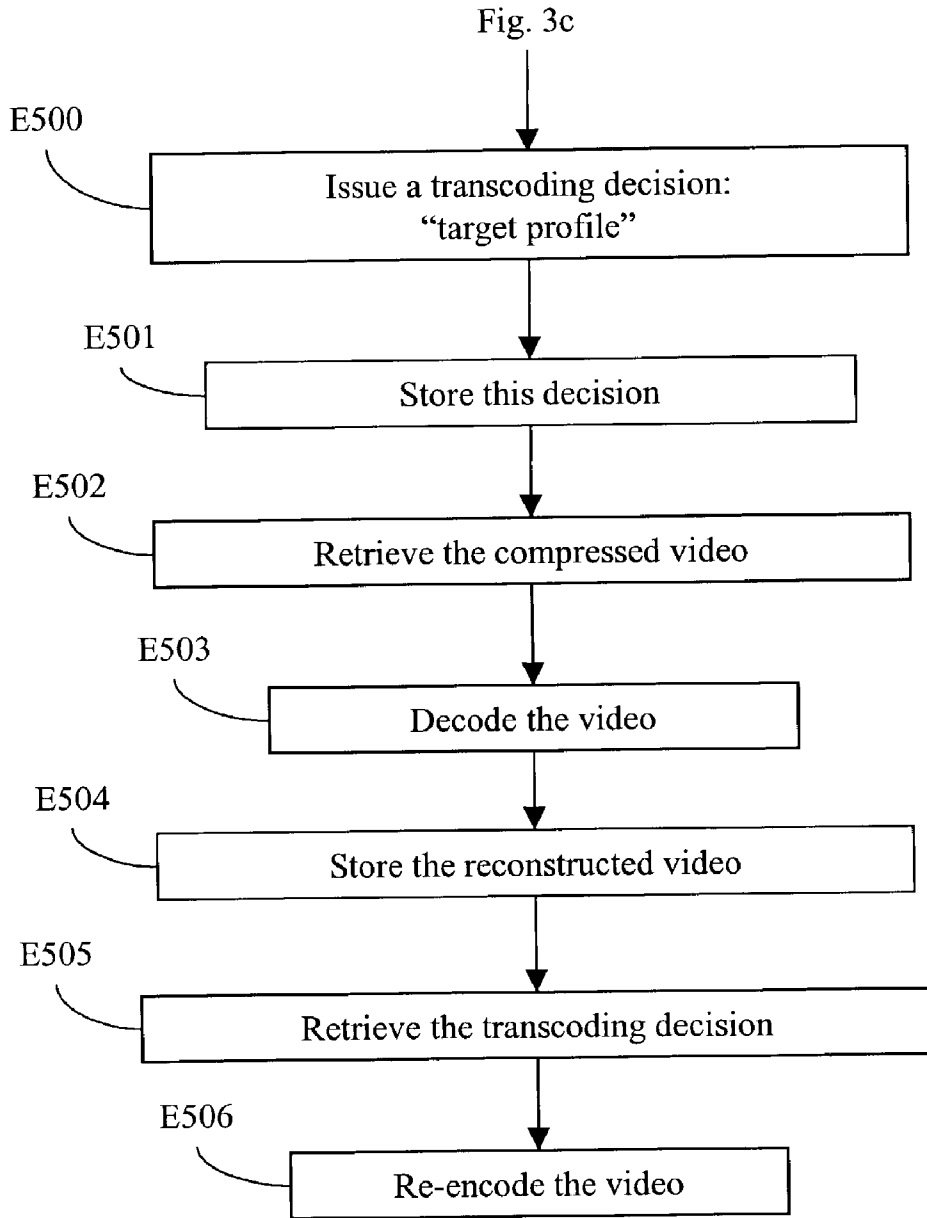 Fig. 3c
E500
Issue a transcoding decision:
“target profile”
E501
Store this decision
E502
Retrieve the compressed video
E503
Decode the video
E504
Store the reconstructed video
E505
Retrieve the transcoding decision
E506
Re-encode the video